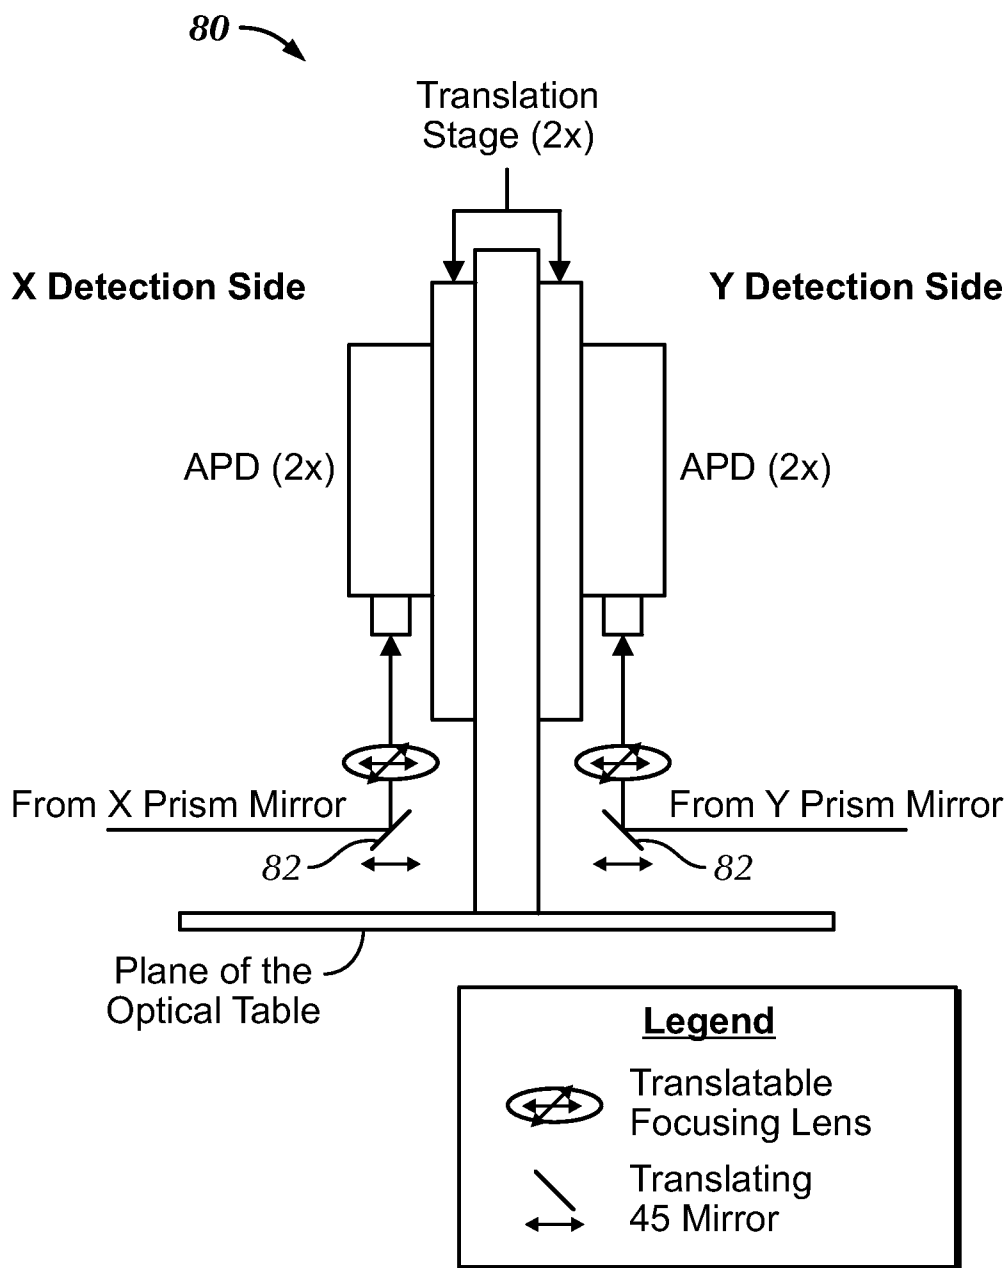 80
Translation
Stage (2x)
X Detection Side
Y Detection Side
APD (2x)
APD (2x)
From X Prism Mirror
From Y Prism Mirror
82
82
Plane of the
Optical Table
Legend
Translatable
Focusing Lens
Translating
45 Mirror